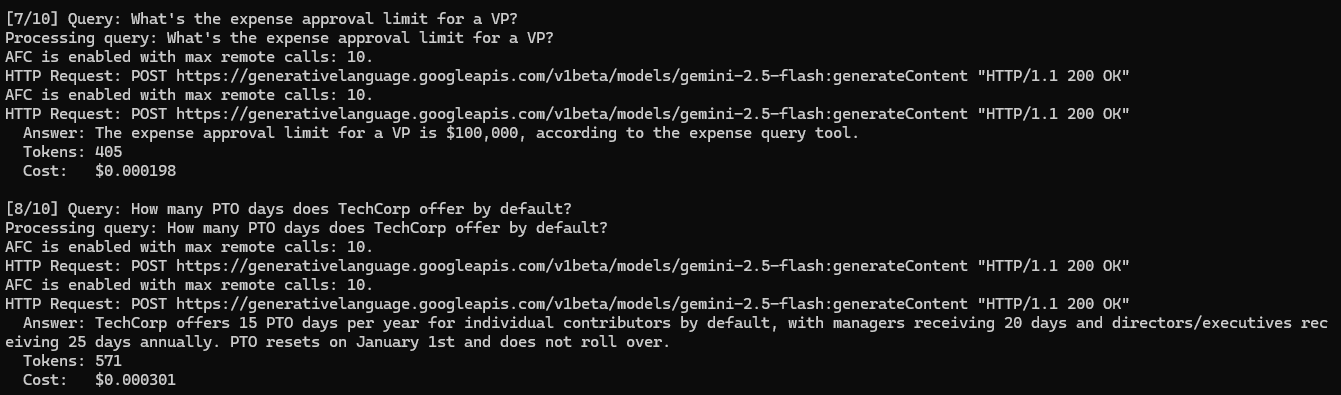 [7/10] Query: What's the expense approval limit for a VP?
Processing query: What's the expense approval limit for a VP?
AFC is enabled with max remote calls: 10.
HTTP Request: POST https://generativelanguage.googleapis.com/v1beta/models/gemini-2.5-flash:generateContent "HTTP/1.1 200 OK"
AFC is enabled with max remote calls: 10.
HTTP Request: POST https://generativelanguage.googleapis.com/v1beta/models/gemini-2.5-flash:generateContent "HTTP/1.1 200 OK"
  Answer: The expense approval limit for a VP is $100,000, according to the expense query tool.
  Tokens: 405
  Cost:   $0.000198

[8/10] Query: How many PTO days does TechCorp offer by default?
Processing query: How many PTO days does TechCorp offer by default?
AFC is enabled with max remote calls: 10.
HTTP Request: POST https://generativelanguage.googleapis.com/v1beta/models/gemini-2.5-flash:generateContent "HTTP/1.1 200 OK"
AFC is enabled with max remote calls: 10.
HTTP Request: POST https://generativelanguage.googleapis.com/v1beta/models/gemini-2.5-flash:generateContent "HTTP/1.1 200 OK"
  Answer: TechCorp offers 15 PTO days per year for individual contributors by default, with managers receiving 20 days and directors/executives rec
eiving 25 days annually. PTO resets on January 1st and does not roll over.
  Tokens: 571
  Cost:   $0.000301